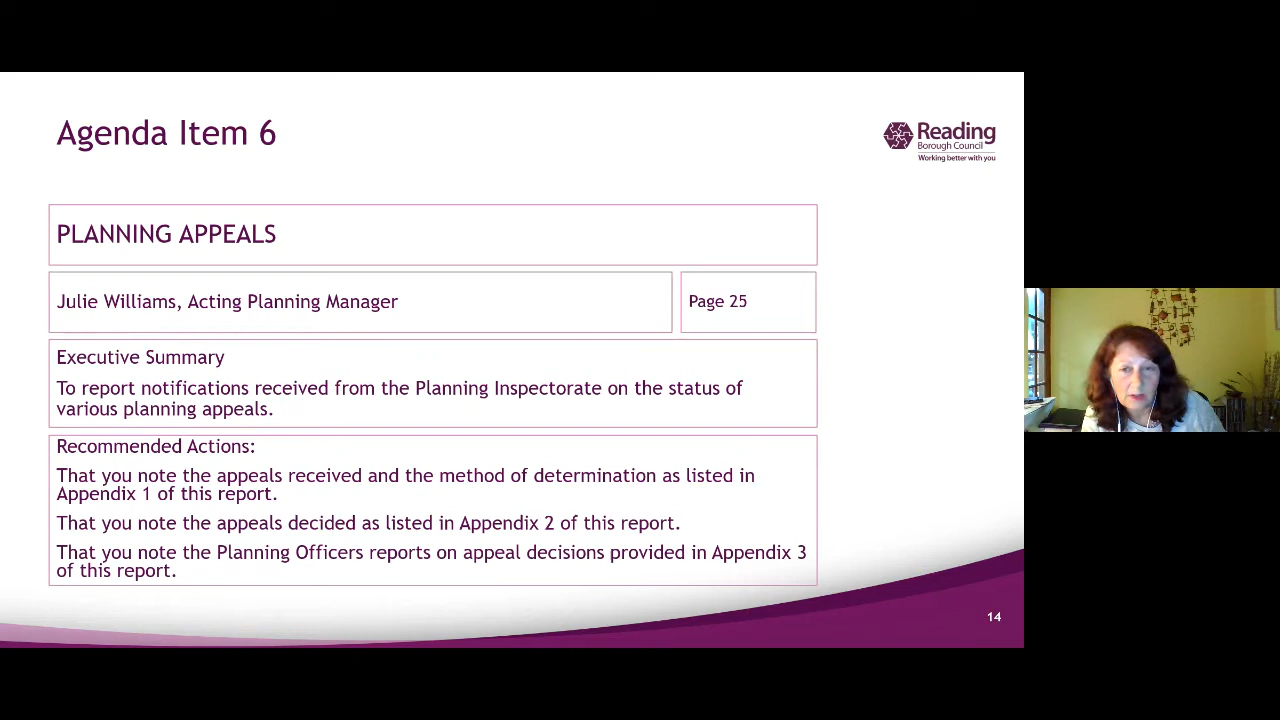 Agenda Item 6
Reading
Borough Council
Working better with you
PLANNING APPEALS
Julie Williams, Acting Planning Manager
Page 25
Executive Summary
To report notifications received from the Planning Inspectorate on the status of
various planning appeals.
Recommended Actions:
That you note the appeals received and the method of determination as listed in
Appendix 1 of this report.
That you note the appeals decided as listed in Appendix 2 of this report.
That you note the Planning Officers reports on appeal decisions provided in Appendix 3
of this report.
14